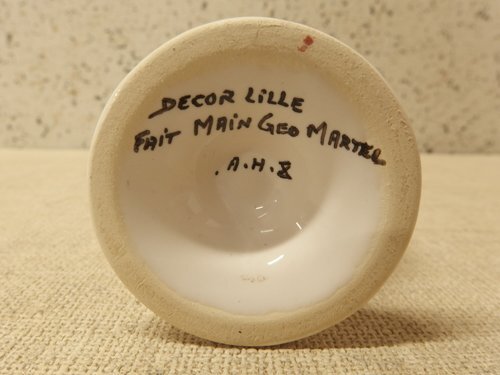 DECOR LILLE
FAIT MAIN GEO MARTEL
.A.H.8